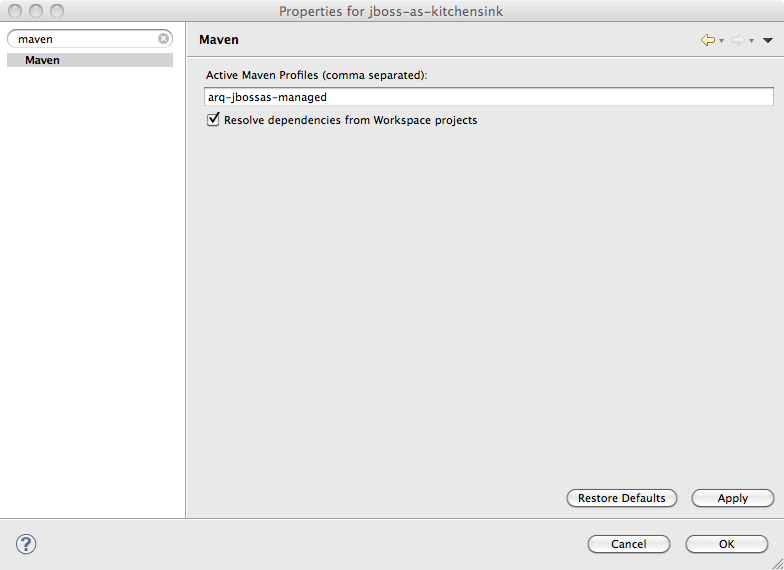 Properties for jboss-as-kitchensink
maven
Maven
Maven
Active Maven Profiles (comma separated):
arq-jbossas-managed
Resolve dependencies from Workspace projects
Restore Defaults
Apply
?
Cancel
OK